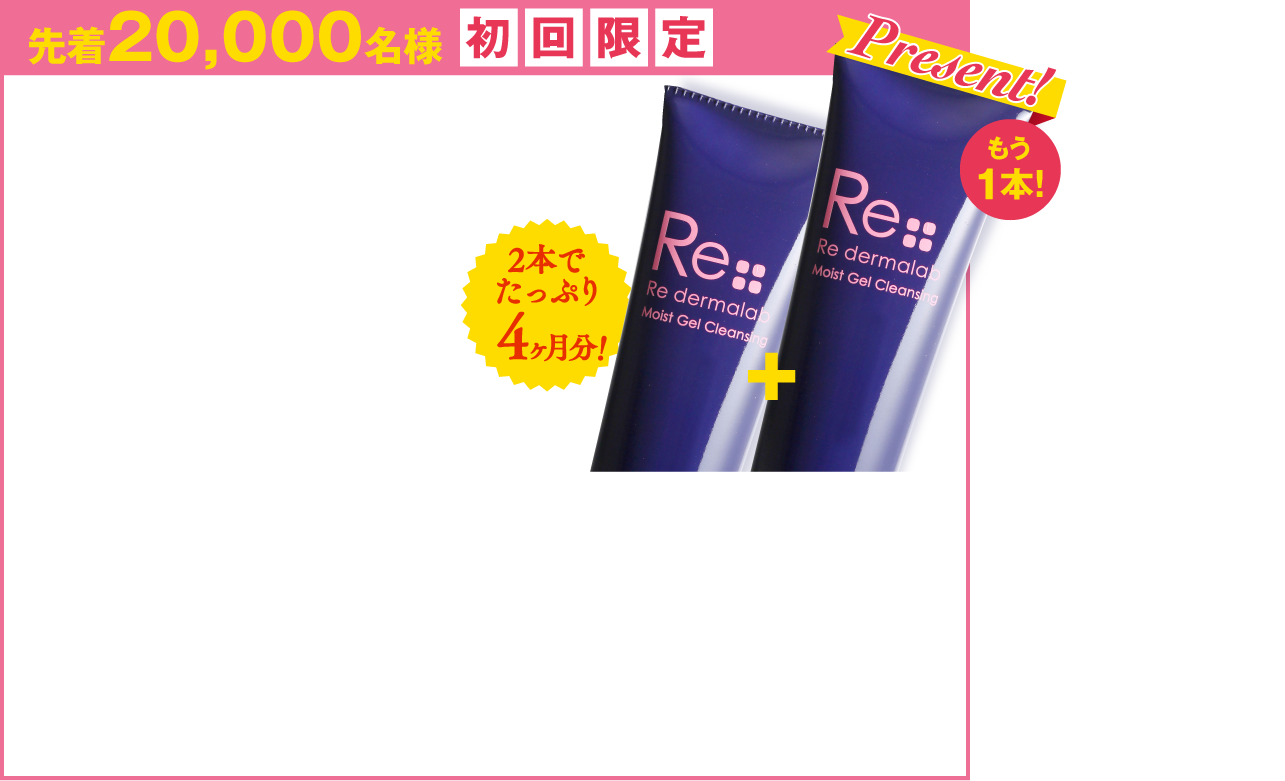 先着20,000名様 初回限定
Present!
もう
1本!
2本で
たっぷり
4ヶ月分!
Re
Re dermalab
Moist Gel Cleansing
+
Re
Re dermalab
Moist Gel Cleansing